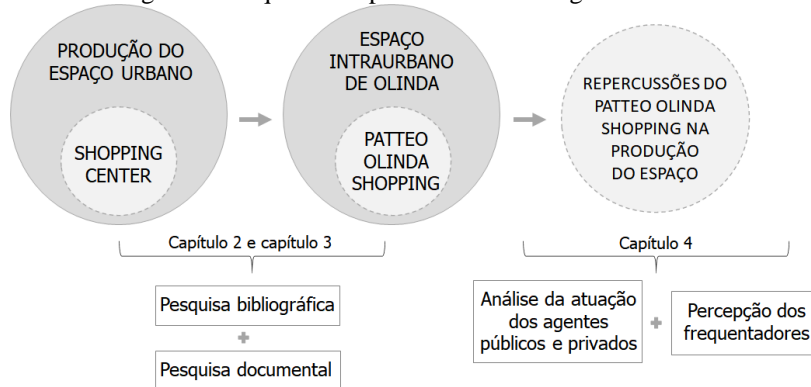 PRODUÇÃO DO
ESPAÇO URBANO
SHOPPING
CENTER
ESPAÇO
INTRAURBANO
DE OLINDA
PATTEO
OLINDA
SHOPPING
REPERCUSSÕES DO
PATTEO OLINDA
SHOPPING NA
PRODUÇÃO
DO ESPAÇO
Capítulo 2 e capítulo 3
Capítulo 4
Pesquisa bibliográfica
+
Pesquisa documental
Análise da atuação
dos agentes
públicos e privados
+
Percepção dos
frequentadores